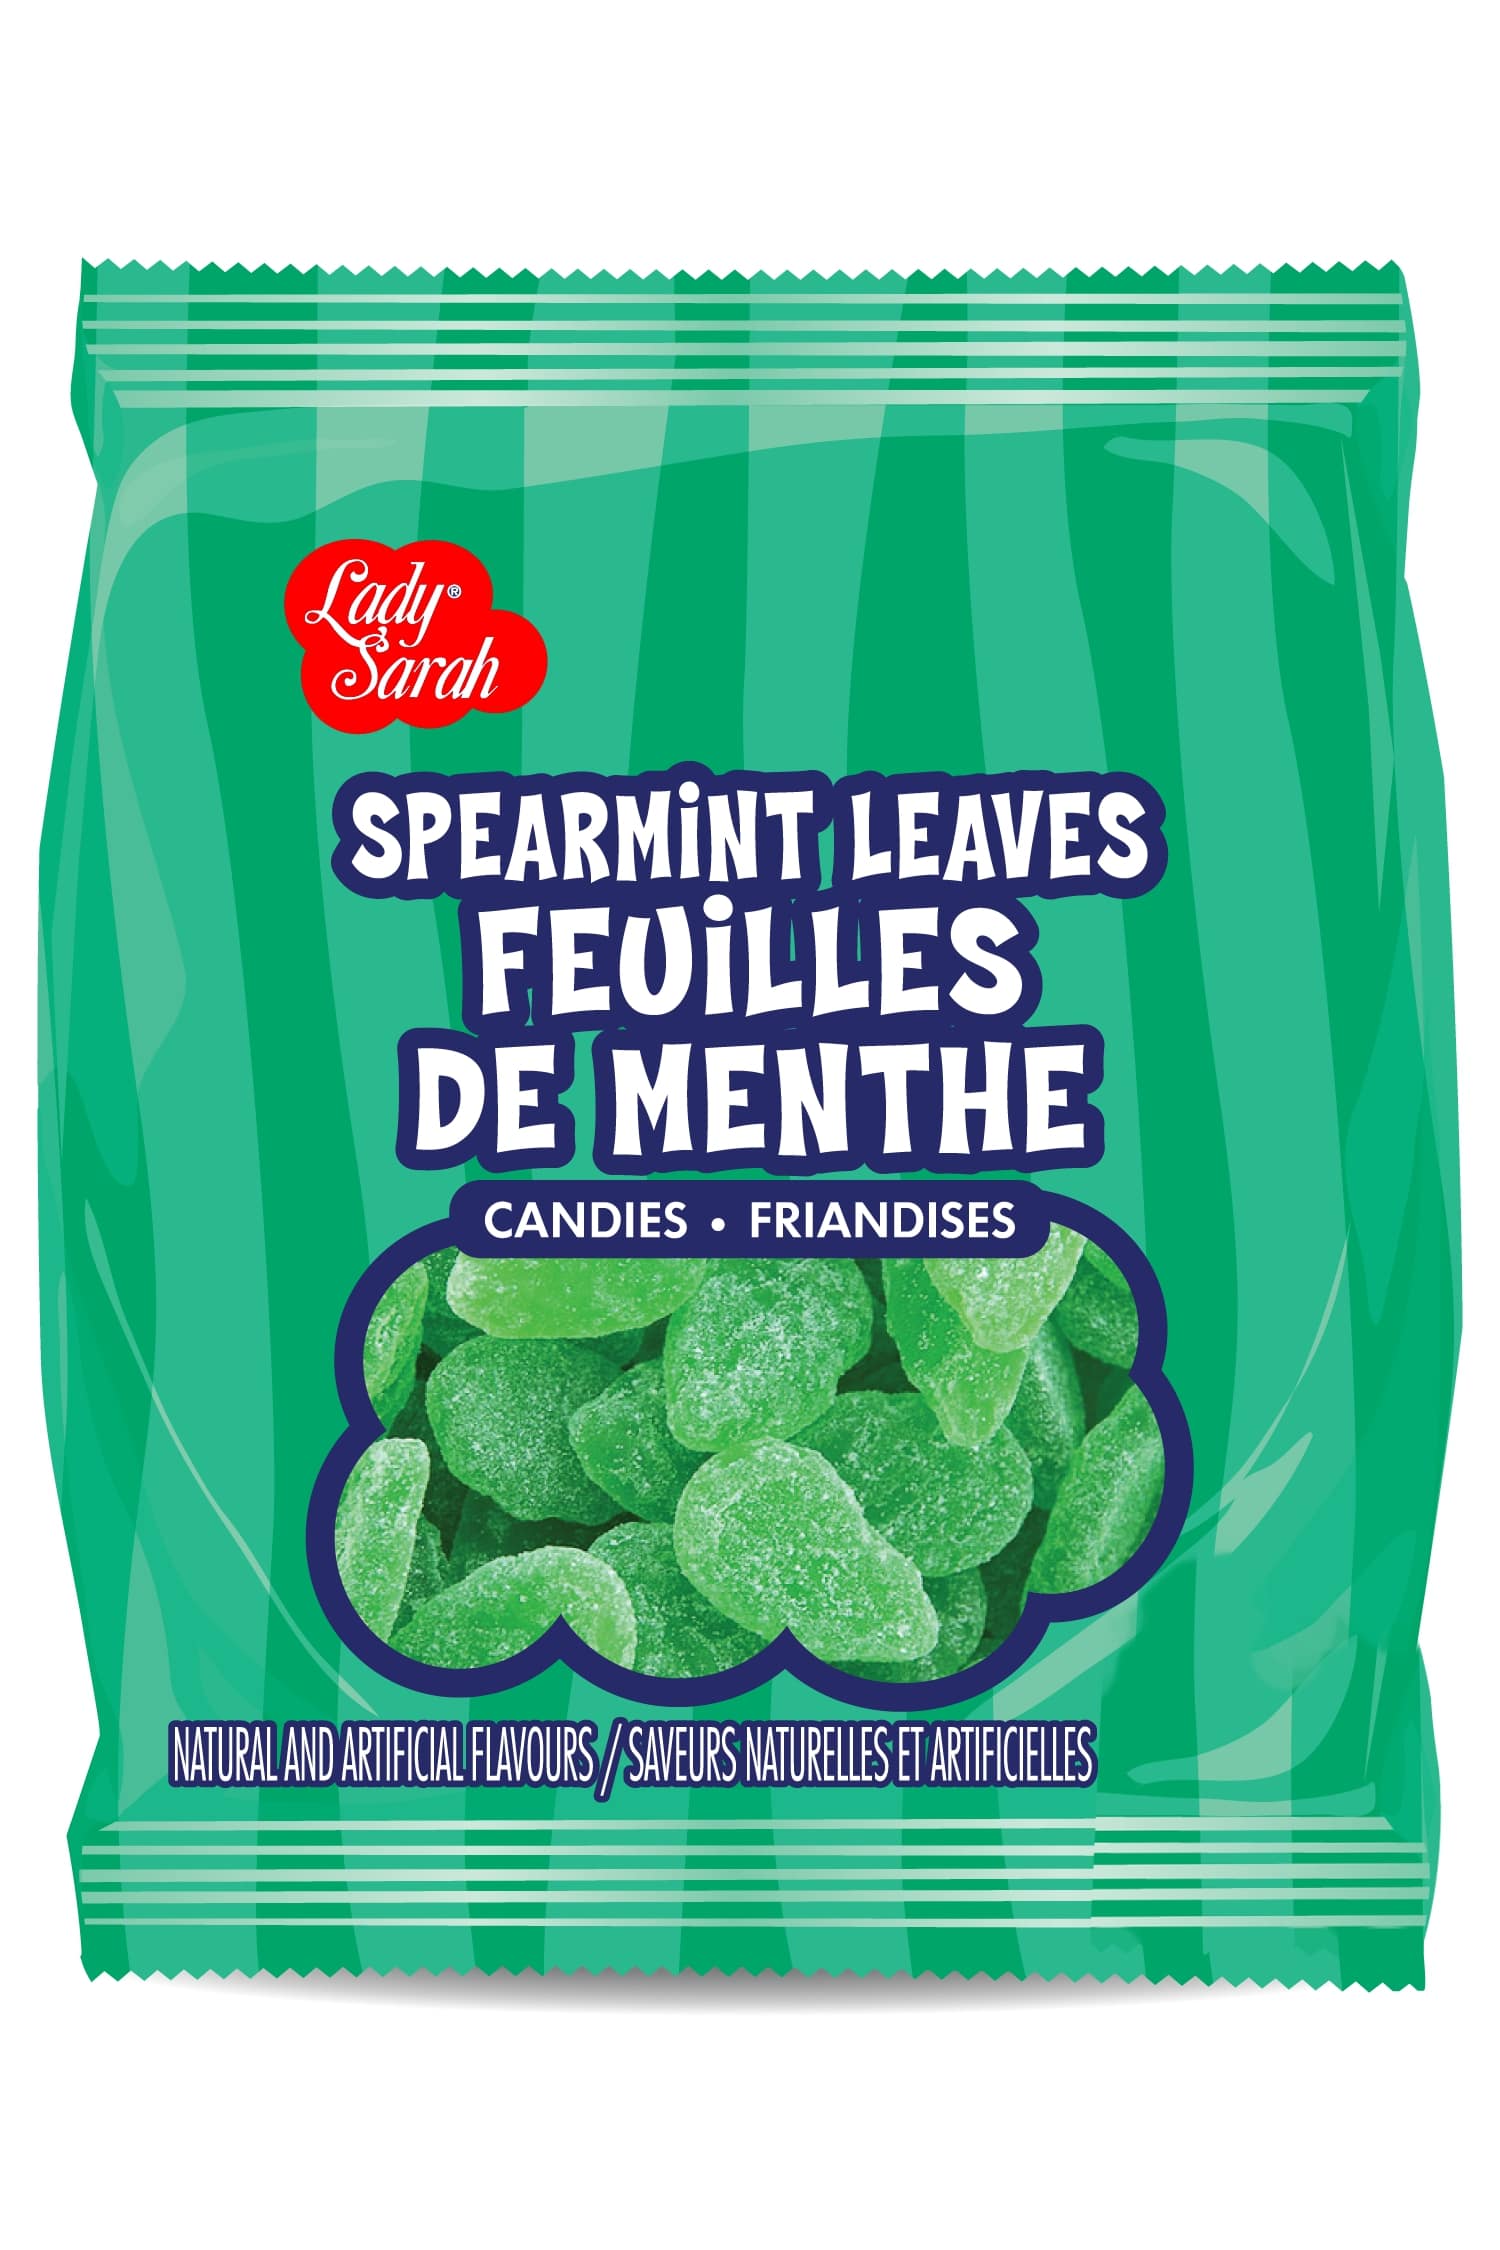 Lady®
Sarah
SPEARMiNT LEAVES
FEUiLLES
DE MENTHE
CANDIES • FRIANDISES
NATURAL AND ARTIFICIAL FLAVOURS / SAVEURS NATURELLES ET ARTIFICIELLES